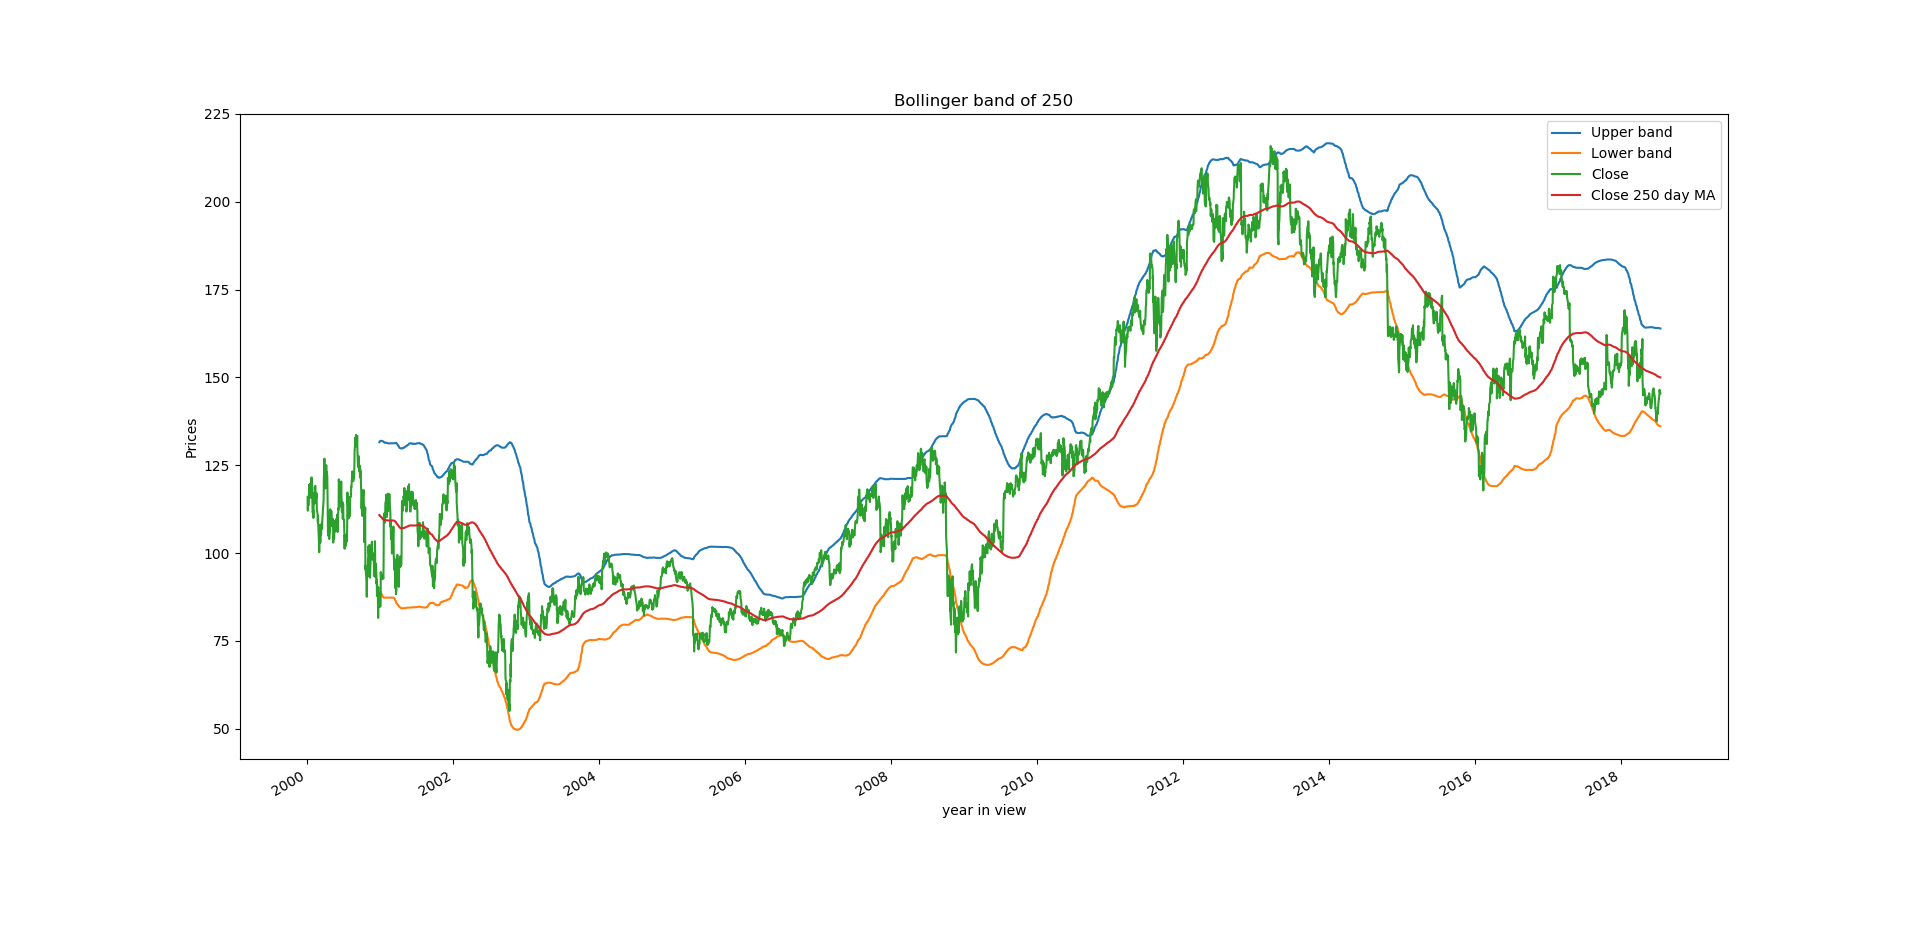 Bollinger band of 250
225
200
175
150
125
100
75
50
Prices
Upper band
Lower band
Close
Close 250 day MA
2000
2002
2004
2006
2008
2010
2012
2014
2016
2018
year in view